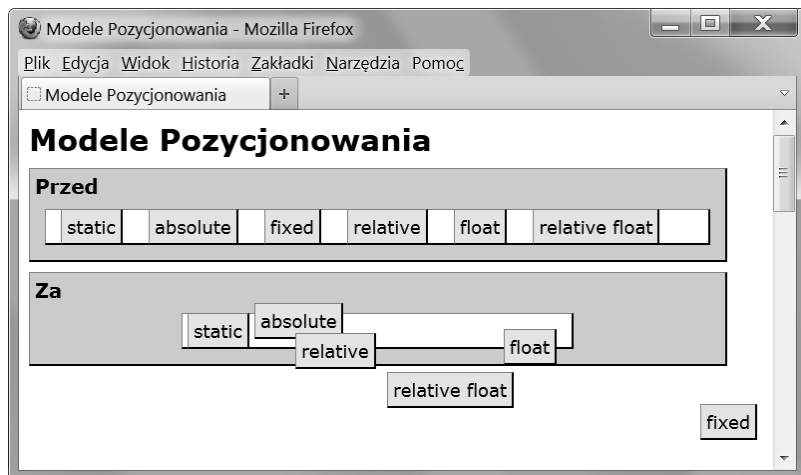 Modele Pozycjonowania - Mozilla Firefox
Plik Edycja Widok Historia Zakładki Narzędzia Pomoc
Modele Pozycjonowania +
Modele Pozycjonowania
Przed
static absolute fixed relative float relative float
Za
static absolute
relative float
relative float
fixed